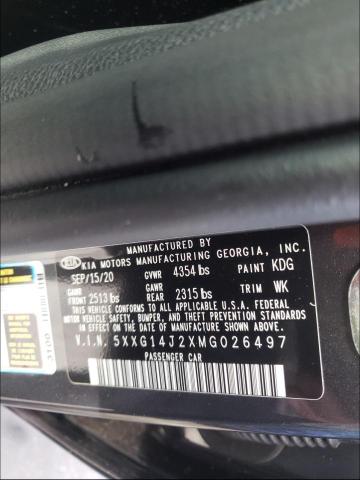 MANUFACTURED BY
KIA KIA MOTORS MANUFACTURING GEORGIA, INC.
SEP/15/20 GVWR 4354 lbs PAINT KDG
GAWR GAWR
FRONT 2513 lbs REAR 2315 lbs TRIM WK
THIS VEHICLE CONFORMS TO ALL APPLICABLE U.S.A. FEDERAL
MOTOR VEHICLE SAFETY, BUMPER, AND THEFT PREVENTION
STANDARDS IN EFFECT ON THE DATE OF MANUFACTURE SHOWN ABOVE.
V.I.N. 5XXG14J2XMG026497
PASSENGER CAR